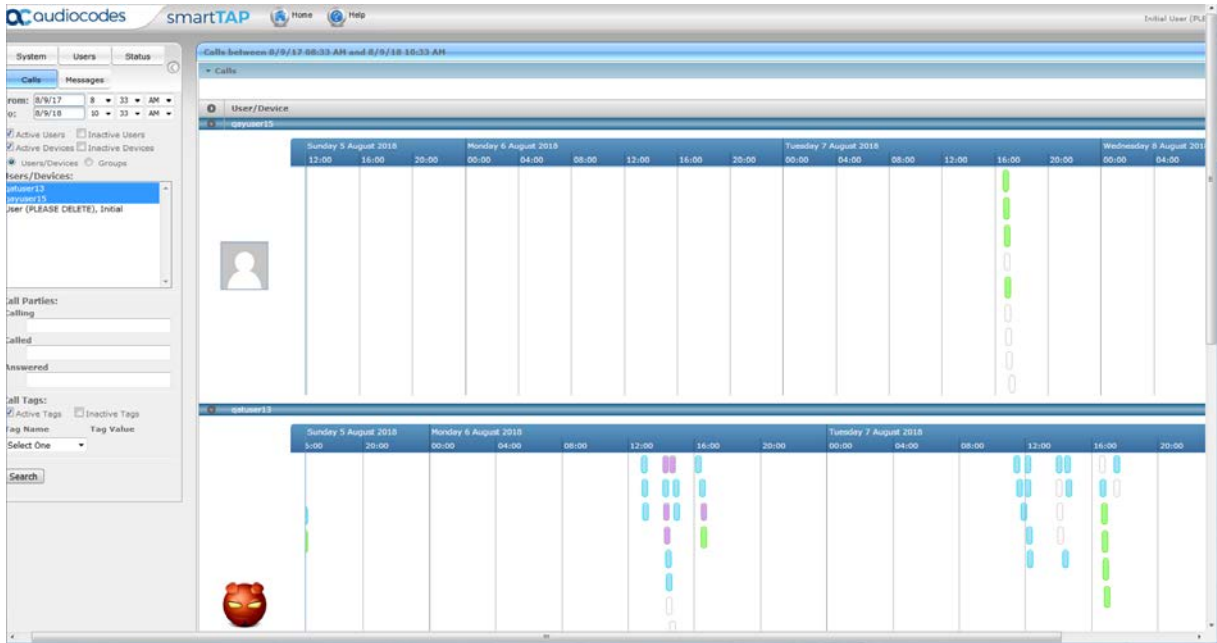 audiocodes
smartTAP
Home
Help
Initial User (PLE
System Users Status
Calls Messages
From: 8/9/17 8 33 AM
To: 8/9/18 10 33 AM
Active Users Inactive Users
Active Devices Inactive Devices
Users/Devices Groups
Users/Devices:
qatuser13
qayuser15
User (PLEASE DELETE), Initial
Call Parties:
Calling
Called
Answered
Call Tags:
Active Tags Inactive Tags
Tag Name Tag Value
Select One
Search
Calls between 8/9/17 08:33 AM and 8/9/18 10:33 AM
Calls
User/Device
qayuser15
Sunday 5 August 2018 Monday 6 August 2018 Tuesday 7 August 2018 Wednesday 8 August 201
12:00 16:00 20:00 00:00 04:00 08:00 12:00 16:00 20:00 00:00 04:00 08:00 12:00 16:00 20:00 00:00 04:00
qatuser13
Sunday 5 August 2018 Monday 6 August 2018 Tuesday 7 August 2018
6:00 20:00 00:00 04:00 08:00 12:00 16:00 20:00 00:00 04:00 08:00 12:00 16:00 20:00